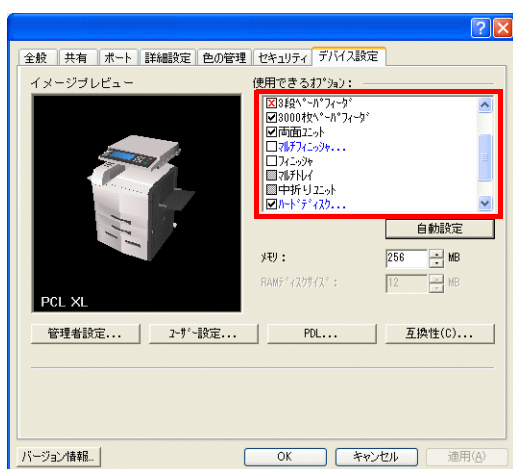 全般 共有 ポート 詳細設定 色の管理 セキュリティ デバイス設定
イメージプレビュー
PCL XL
使用できるｵﾌﾟｼｮﾝ：
3段ﾍﾟｰﾊﾟﾌｨｰﾀﾞ
3000枚ﾍﾟｰﾊﾟﾌｨｰﾀﾞ
両面ﾕﾆｯﾄ
ﾏﾙﾁﾌｨﾆｯｼｬ...
ﾌｨﾆｯｼｬ
ﾏﾙﾁﾄﾚｲ
中折りﾕﾆｯﾄ
ﾊｰﾄﾞﾃﾞｨｽｸ...
自動設定
ﾒﾓﾘ： 256 MB
RAMﾃﾞｨｽｸｻｲｽﾞ： 12 MB
管理者設定... ﾕｰｻﾞｰ設定... PDL... 互換性(C)...
バージョン情報... OK キャンセル 適用(A)